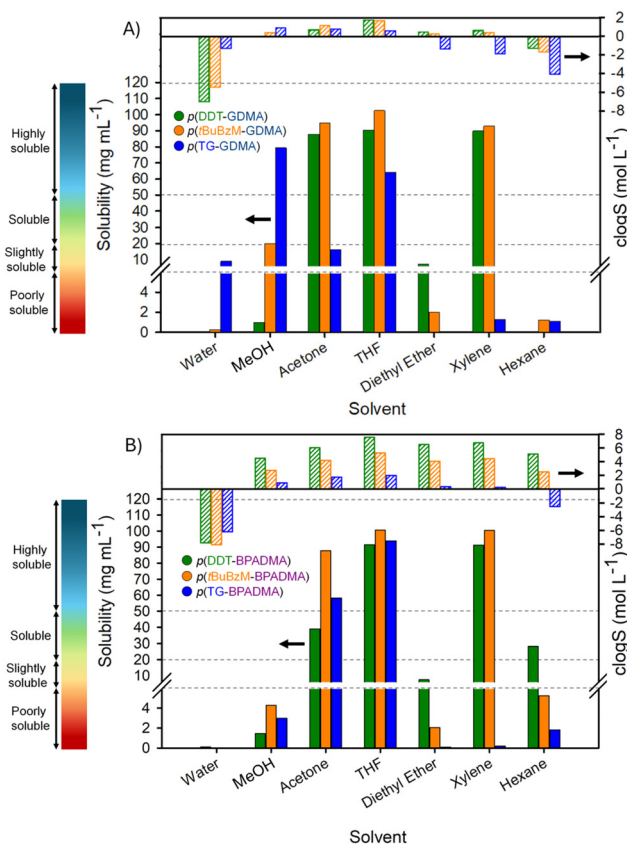 A)
Highly soluble
Soluble
Slightly soluble
Poorly soluble
Solubility (mg mL⁻¹)
120
110
100
90
80
70
60
50
40
30
20
10
4
2
0
p(DDT-GDMA)
p(tBuBzM-GDMA)
p(TG-GDMA)
2
0
-2
-4
-6
-8
clogS (mol L⁻¹)
Water
MeOH
Acetone
THF
Diethyl Ether
Xylene
Hexane
Solvent
B)
Highly soluble
Soluble
Slightly soluble
Poorly soluble
Solubility (mg mL⁻¹)
120
110
100
90
80
70
60
50
40
30
20
10
4
2
0
p(DDT-BPADMA)
p(tBuBzM-BPADMA)
p(TG-BPADMA)
8
6
4
2
0
-2
-4
-6
-8
clogS (mol L⁻¹)
Water
MeOH
Acetone
THF
Diethyl Ether
Xylene
Hexane
Solvent